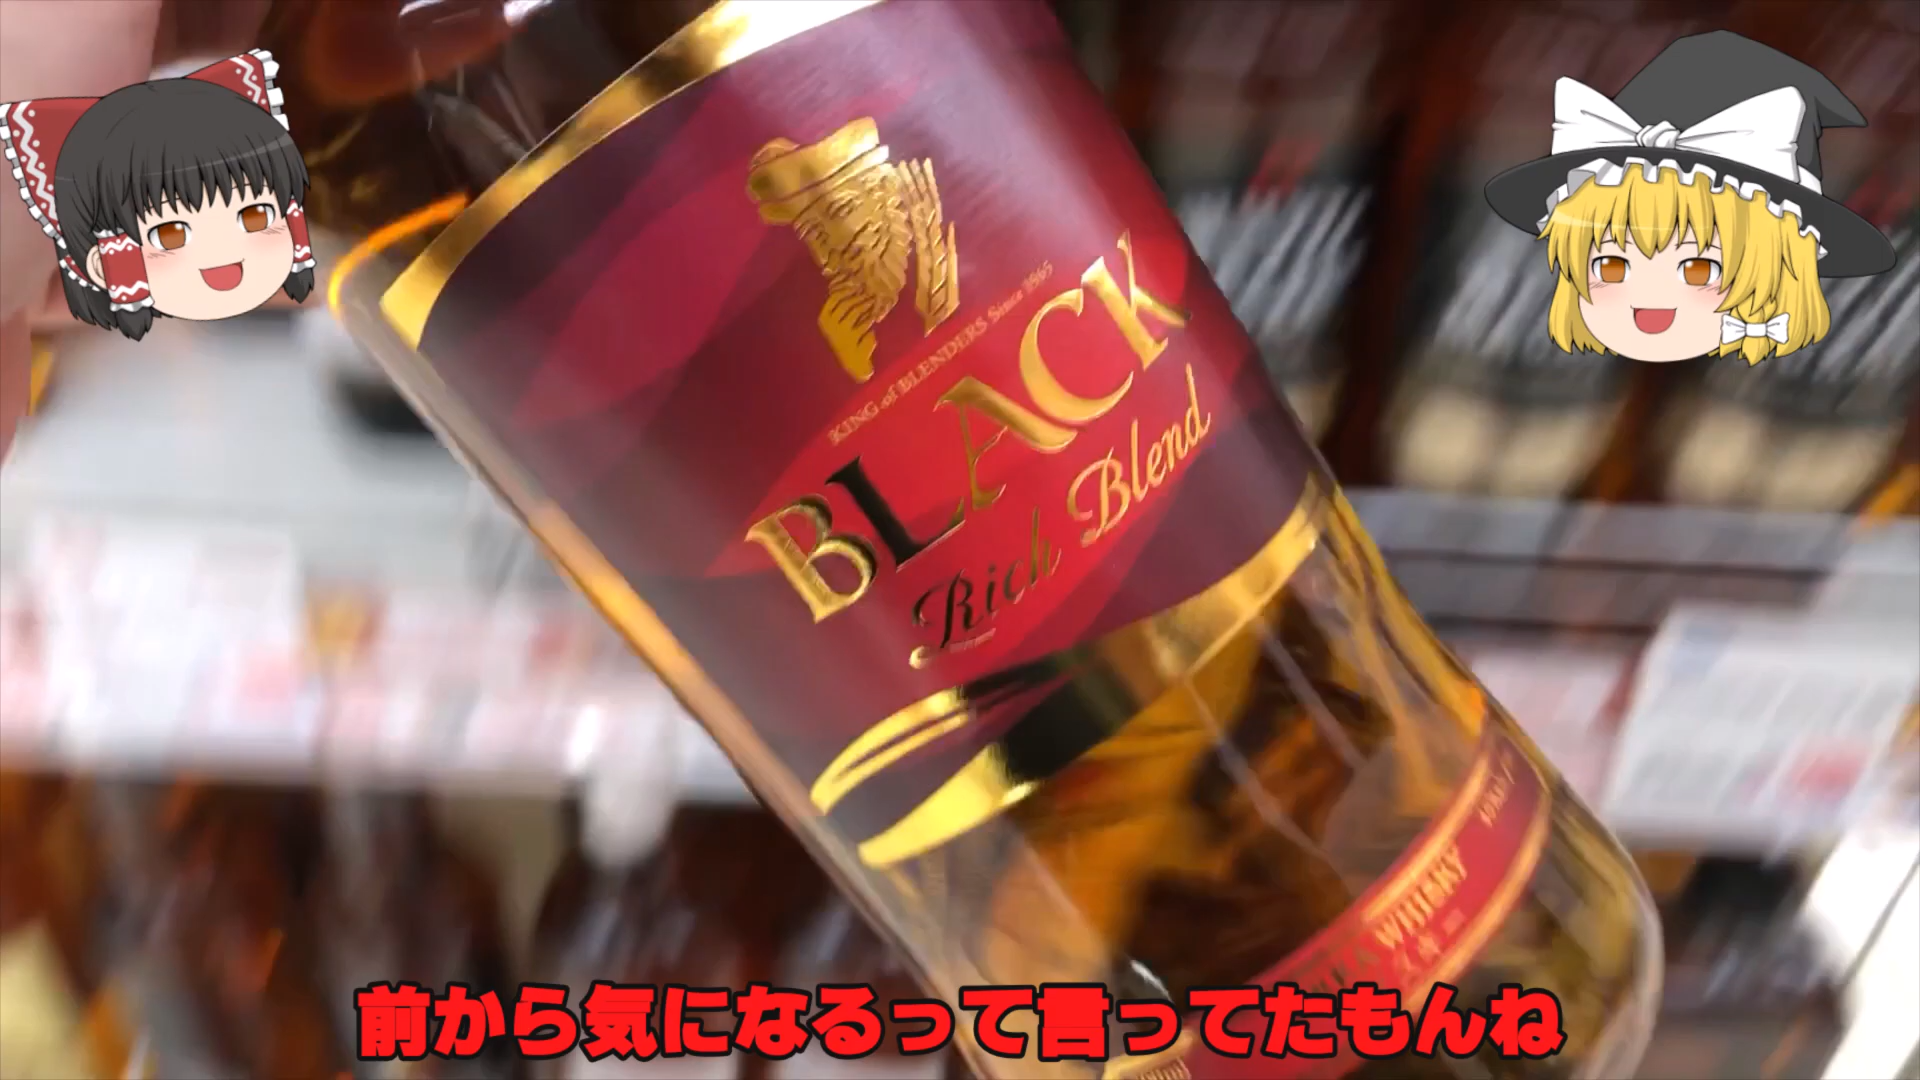 KING of BLENDERS Since 1965
BLACK
Rich Blend
WHISKY
前から気になるって言ってたもんね